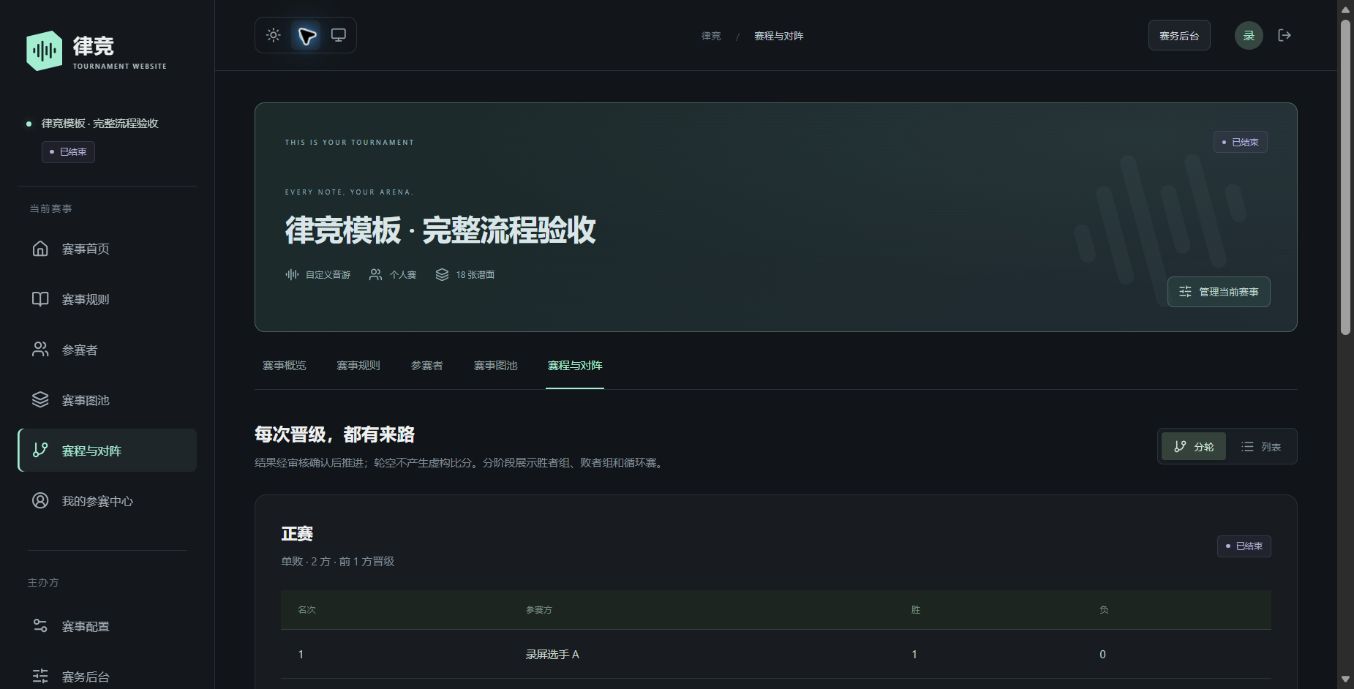 律竞
TOURNAMENT WEBSITE
律竞模板 · 完整流程验收
已结束
当前赛事
赛事首页
赛事规则
参赛者
赛事图池
赛程与对阵
我的参赛中心
主办方
赛事配置
赛务后台
律竞 / 赛程与对阵
赛务后台
录
THIS IS YOUR TOURNAMENT
已结束
EVERY NOTE, YOUR ARENA.
律竞模板 · 完整流程验收
自定义音游 个人赛 18 张谱面
管理当前赛事
赛事概览 赛事规则 参赛者 赛事图池 赛程与对阵
每次晋级，都有来路
结果经审核确认后推进；轮空不产生虚构比分。分阶段展示胜者组、败者组和循环赛。
分轮 列表
正赛
单败 · 2 方 · 前 1 方晋级
已结束
名次 参赛方 胜 负
1 录屏选手 A 1 0